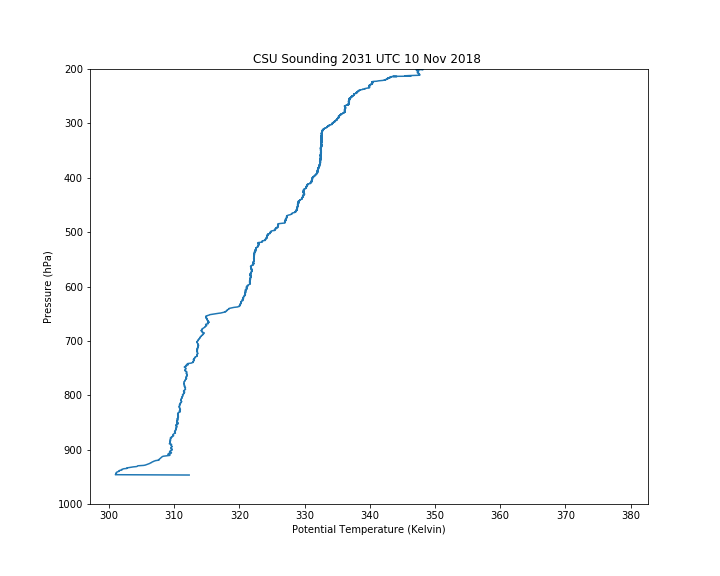 CSU Sounding 2031 UTC 10 Nov 2018
200
300
400
500
600
700
800
900
1000
Pressure (hPa)
300 310 320 330 340 350 360 370 380
Potential Temperature (Kelvin)